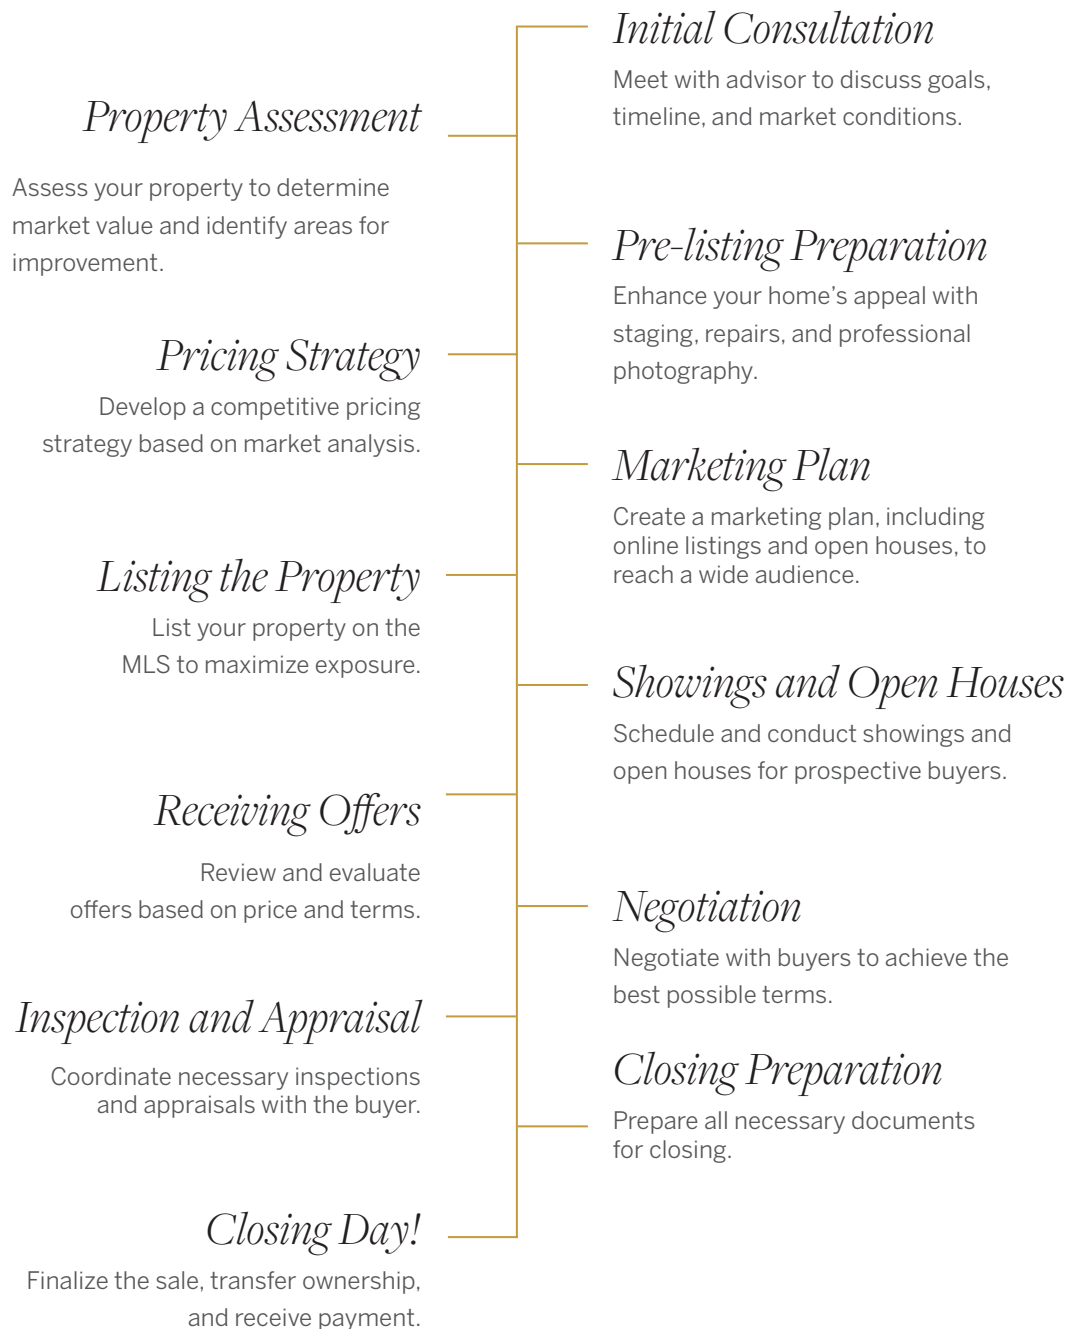 Initial Consultation
Meet with advisor to discuss goals,
timeline, and market conditions.
Property Assessment
Assess your property to determine
market value and identify areas for
improvement.
Pre-listing Preparation
Enhance your home’s appeal with
staging, repairs, and professional
photography.
Pricing Strategy
Develop a competitive pricing
strategy based on market analysis.
Marketing Plan
Create a marketing plan, including
online listings and open houses, to
reach a wide audience.
Listing the Property
List your property on the
MLS to maximize exposure.
Showings and Open Houses
Schedule and conduct showings and
open houses for prospective buyers.
Receiving Offers
Review and evaluate
offers based on price and terms.
Negotiation
Negotiate with buyers to achieve the
best possible terms.
Inspection and Appraisal
Coordinate necessary inspections
and appraisals with the buyer.
Closing Preparation
Prepare all necessary documents
for closing.
Closing Day!
Finalize the sale, transfer ownership,
and receive payment.